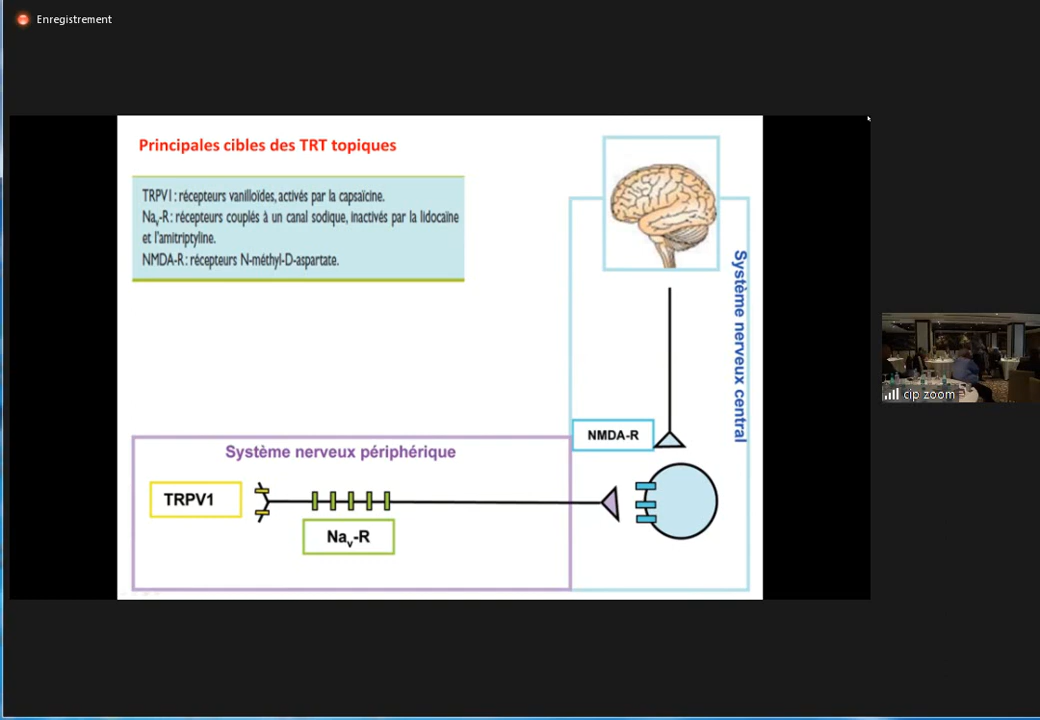 Enregistrement
Principales cibles des TRT topiques
TRPV1 : récepteurs vanilloïdes, activés par la capsaïcine.
Nav-R : récepteurs couplés à un canal sodique, inactivés par la lidocaïne
et l'amitriptyline.
NMDA-R : récepteurs N-méthyl-D-aspartate.
Système nerveux central
NMDA-R
Système nerveux périphérique
TRPV1
Nav-R
cip zoom